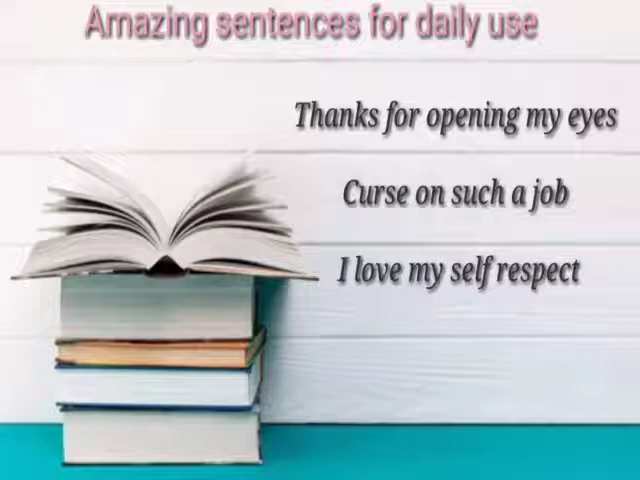 Amazing sentences for daily use
Thanks for opening my eyes
Curse on such a job
I love my self respect